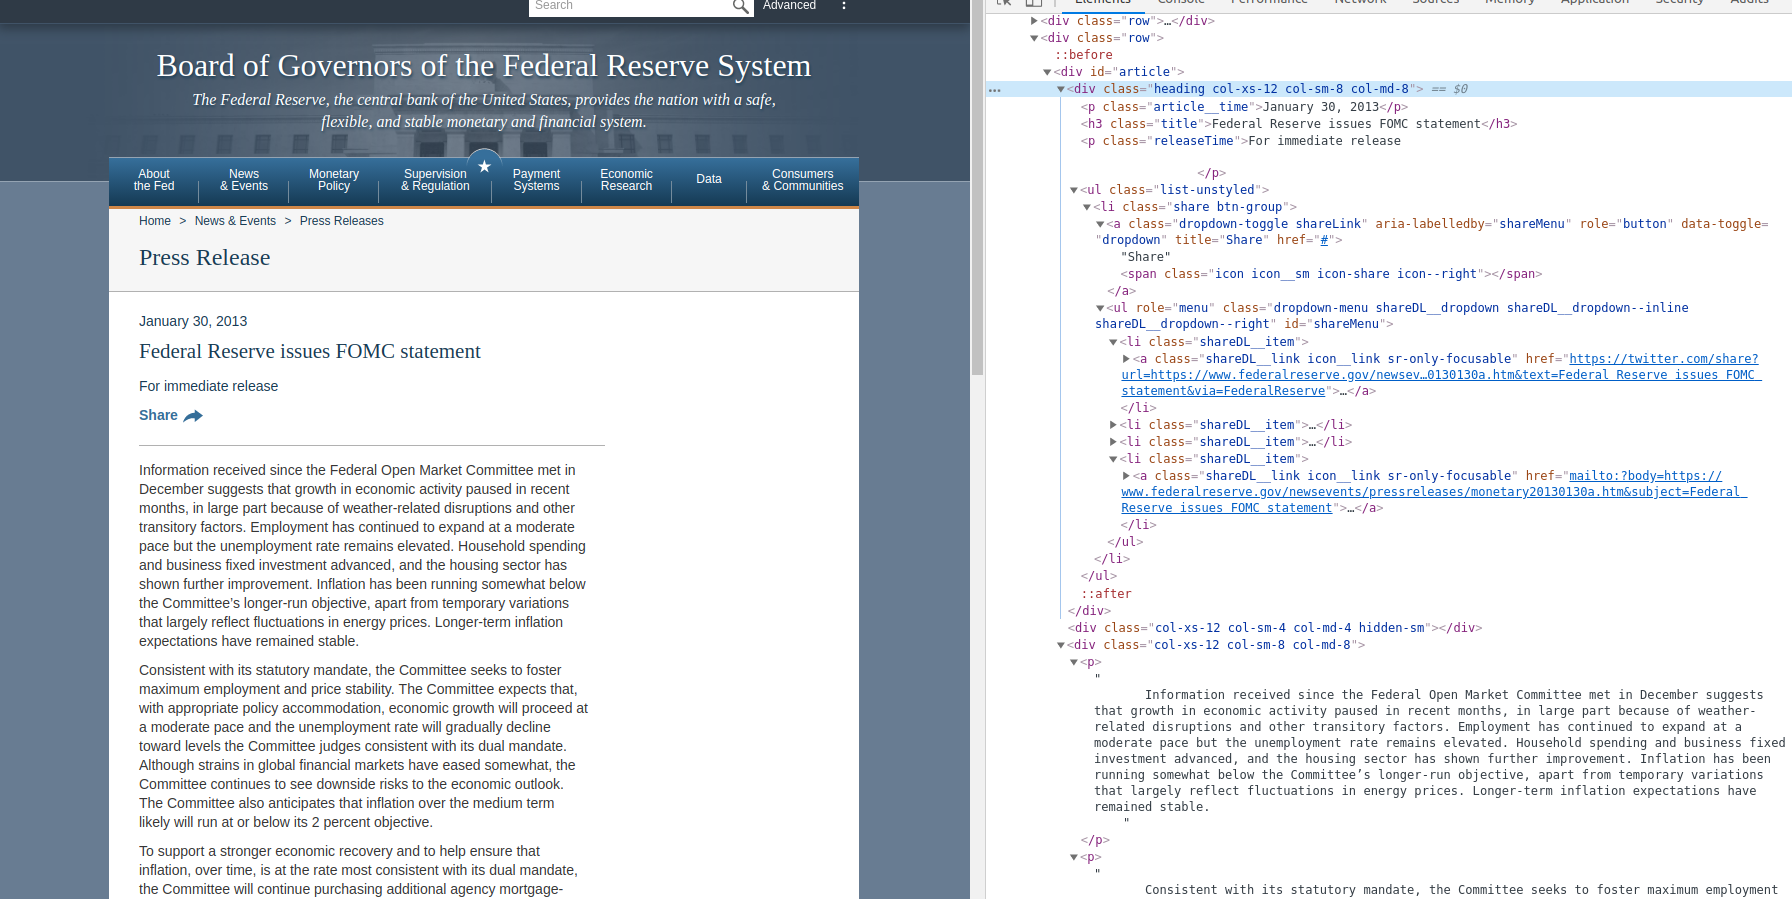 Search
Advanced
Board of Governors of the Federal Reserve System
The Federal Reserve, the central bank of the United States, provides the nation with a safe,
flexible, and stable monetary and financial system.
About
the Fed
News
& Events
Monetary
Policy
Supervision
& Regulation
Payment
Systems
Economic
Research
Data
Consumers
& Communities
Home > News & Events > Press Releases
Press Release
January 30, 2013
Federal Reserve issues FOMC statement
For immediate release
Share
Information received since the Federal Open Market Committee met in
December suggests that growth in economic activity paused in recent
months, in large part because of weather-related disruptions and other
transitory factors. Employment has continued to expand at a moderate
pace but the unemployment rate remains elevated. Household spending
and business fixed investment advanced, and the housing sector has
shown further improvement. Inflation has been running somewhat below
the Committee’s longer-run objective, apart from temporary variations
that largely reflect fluctuations in energy prices. Longer-term inflation
expectations have remained stable.
Consistent with its statutory mandate, the Committee seeks to foster
maximum employment and price stability. The Committee expects that,
with appropriate policy accommodation, economic growth will proceed at
a moderate pace and the unemployment rate will gradually decline
toward levels the Committee judges consistent with its dual mandate.
Although strains in global financial markets have eased somewhat, the
Committee continues to see downside risks to the economic outlook.
The Committee also anticipates that inflation over the medium term
likely will run at or below its 2 percent objective.
To support a stronger economic recovery and to help ensure that
inflation, over time, is at the rate most consistent with its dual mandate,
the Committee will continue purchasing additional agency mortgage-
Elements Console Performance Network Sources Memory Application Security Audits
<div class="row">…</div>
<div class="row">
::before
<div id="article">
<div class="heading col-xs-12 col-sm-8 col-md-8"> == $0
<p class="article__time">January 30, 2013</p>
<h3 class="title">Federal Reserve issues FOMC statement</h3>
<p class="releaseTime">For immediate release
</p>
<ul class="list-unstyled">
<li class="share btn-group">
<a class="dropdown-toggle shareLink" aria-labelledby="shareMenu" role="button" data-toggle=
"dropdown" title="Share" href="#">
"Share"
<span class="icon icon__sm icon-share icon--right"></span>
</a>
<ul role="menu" class="dropdown-menu shareDL__dropdown shareDL__dropdown--inline
shareDL__dropdown--right" id="shareMenu">
<li class="shareDL__item">
<a class="shareDL__link icon__link sr-only-focusable" href="https://twitter.com/share?
url=https://www.federalreserve.gov/newsev…0130130a.htm&text=Federal Reserve issues FOMC
statement&via=FederalReserve">…</a>
</li>
<li class="shareDL__item">…</li>
<li class="shareDL__item">…</li>
<li class="shareDL__item">
<a class="shareDL__link icon__link sr-only-focusable" href="mailto:?body=https://
www.federalreserve.gov/newsevents/pressreleases/monetary20130130a.htm&subject=Federal
Reserve issues FOMC statement">…</a>
</li>
</ul>
</li>
</ul>
::after
</div>
<div class="col-xs-12 col-sm-4 col-md-4 hidden-sm"></div>
<div class="col-xs-12 col-sm-8 col-md-8">
<p>
"
Information received since the Federal Open Market Committee met in December suggests
that growth in economic activity paused in recent months, in large part because of weather-
related disruptions and other transitory factors. Employment has continued to expand at a
moderate pace but the unemployment rate remains elevated. Household spending and business fixed
investment advanced, and the housing sector has shown further improvement. Inflation has been
running somewhat below the Committee’s longer-run objective, apart from temporary variations
that largely reflect fluctuations in energy prices. Longer-term inflation expectations have
remained stable.
"
</p>
<p>
"
Consistent with its statutory mandate, the Committee seeks to foster maximum employment